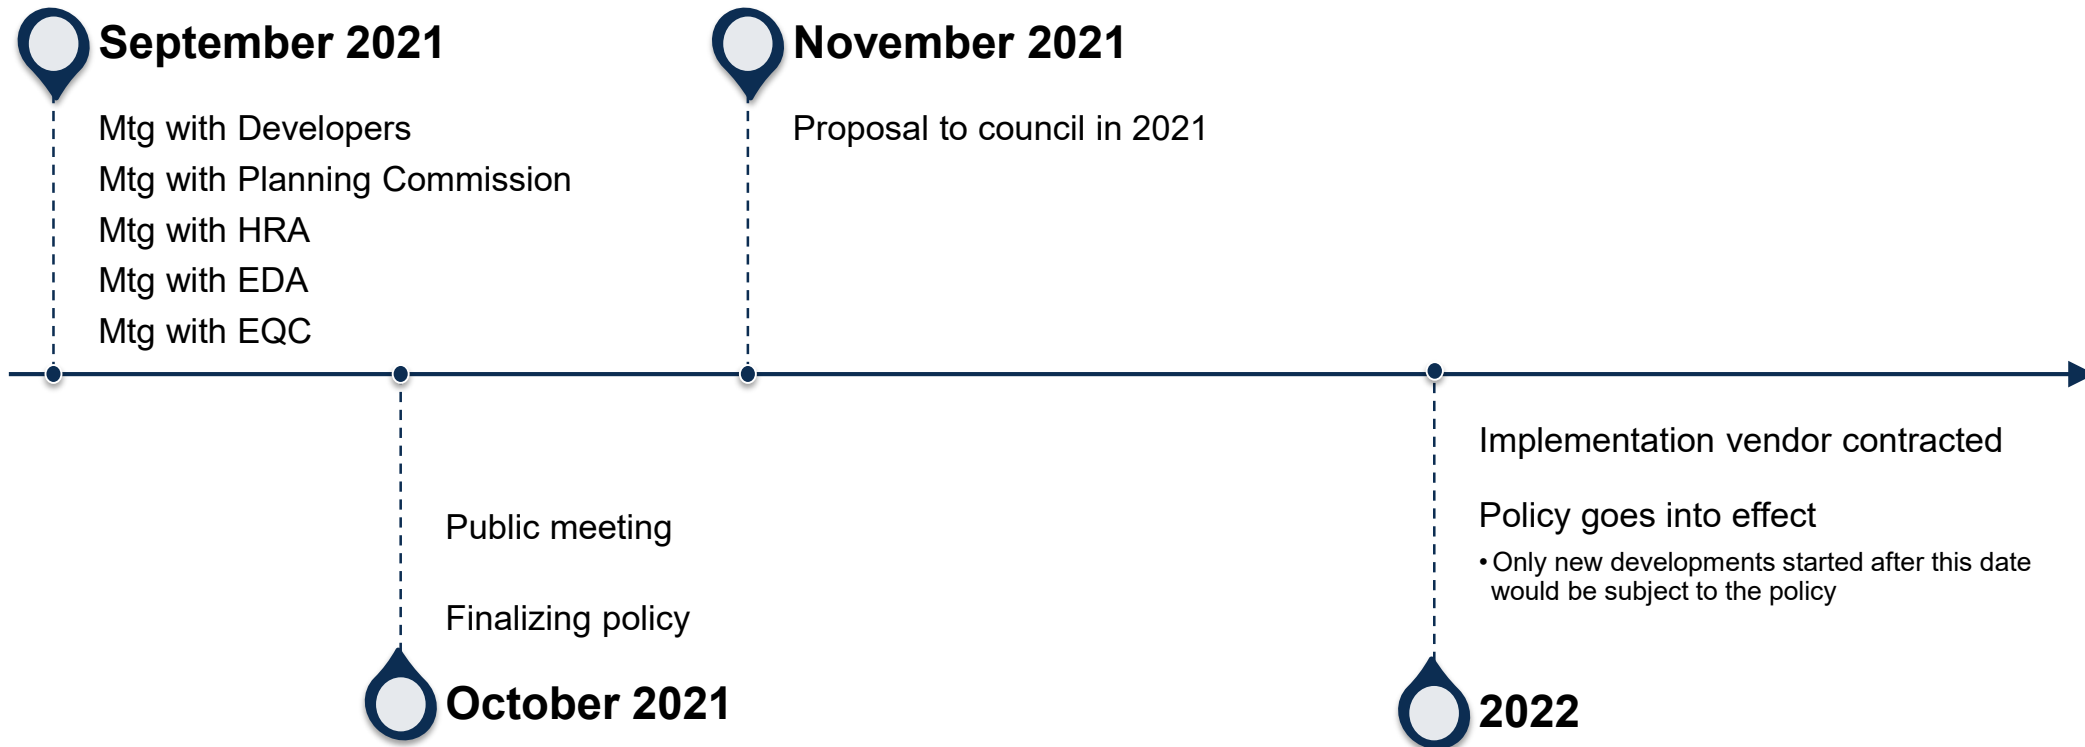 September 2021
Mtg with Developers
Mtg with Planning Commission
Mtg with HRA
Mtg with EDA
Mtg with EQC
Public meeting
Finalizing policy
October 2021
November 2021
Proposal to council in 2021
Implementation vendor contracted
Policy goes into effect
• Only new developments started after this date
would be subject to the policy
2022